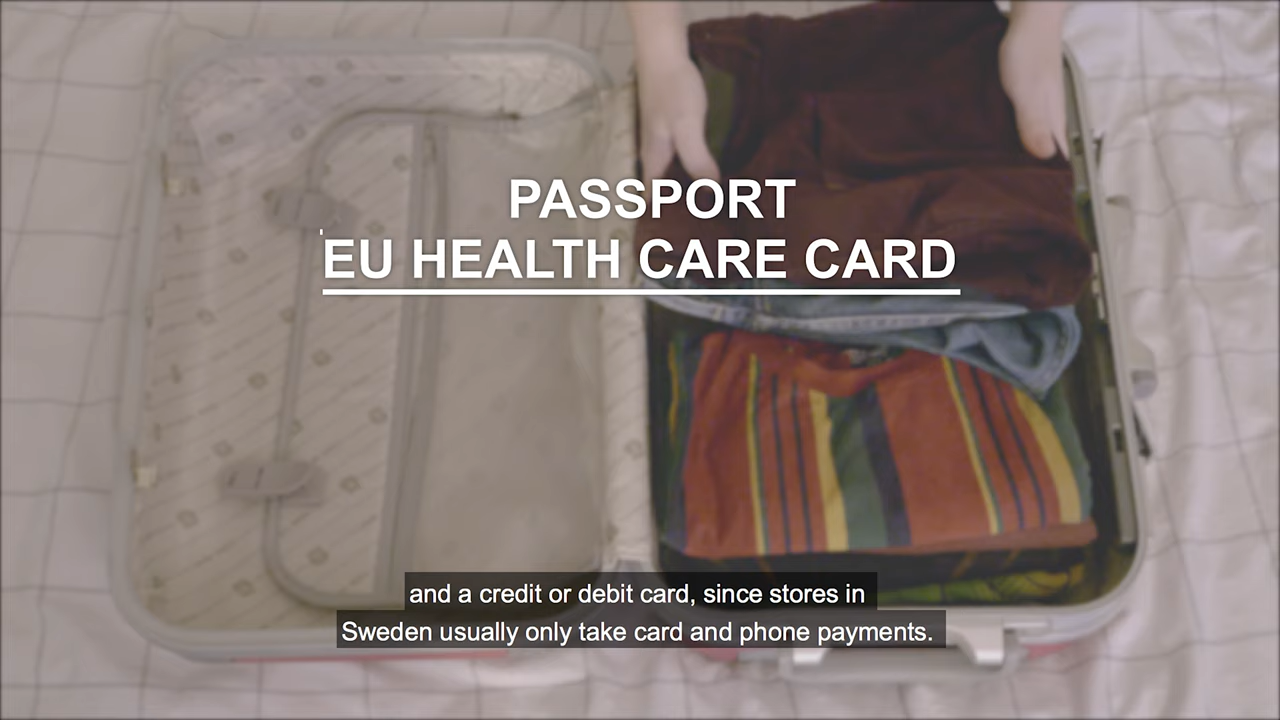 PASSPORT
EU HEALTH CARE CARD
and a credit or debit card, since stores in
Sweden usually only take card and phone payments.